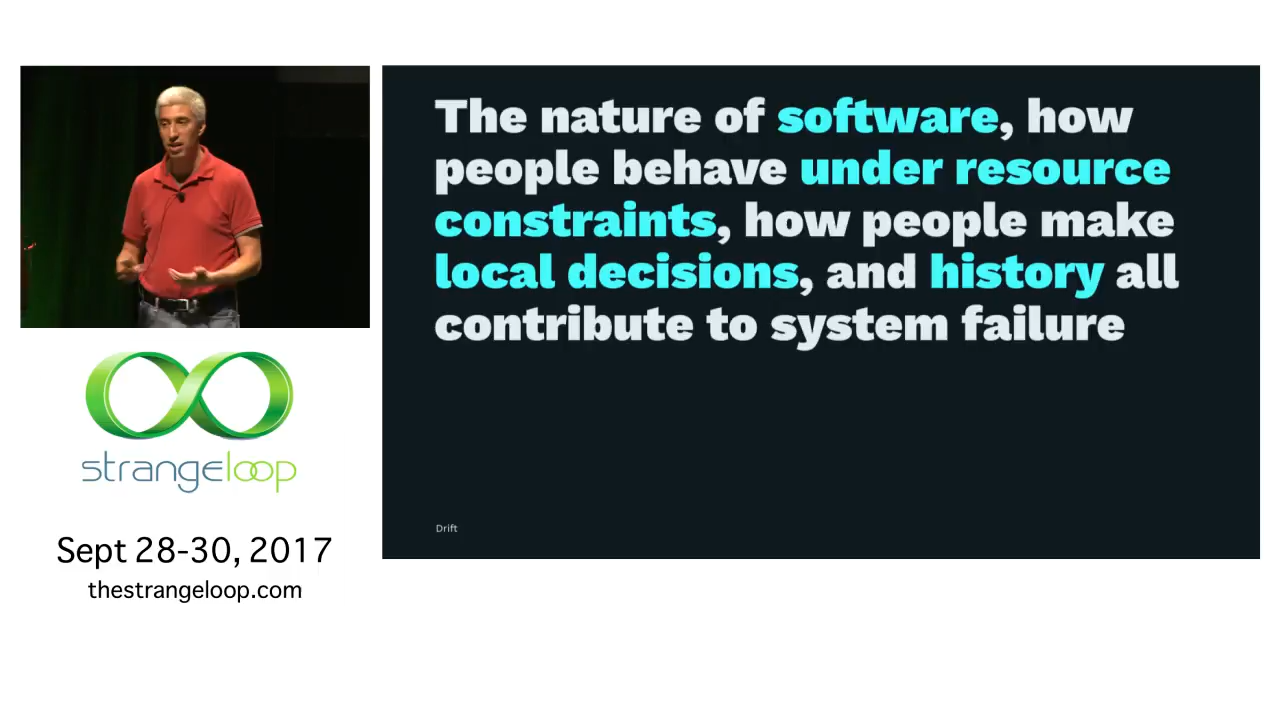 The nature of software, how
people behave under resource
constraints, how people make
local decisions, and history all
contribute to system failure
Drift
strangeloop
Sept 28-30, 2017
thestrangeloop.com